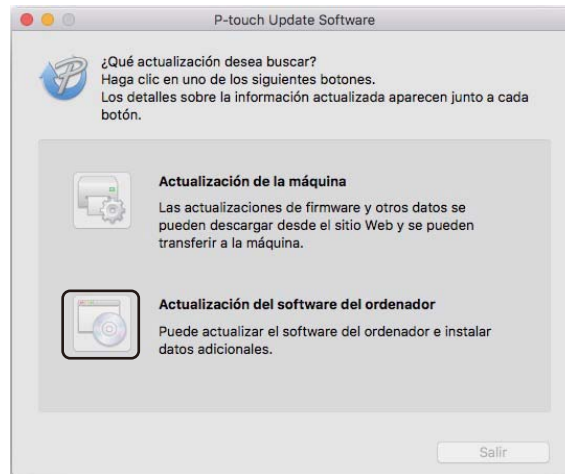 P-touch Update Software
¿Qué actualización desea buscar?
Haga clic en uno de los siguientes botones.
Los detalles sobre la información actualizada aparecen junto a cada
botón.
Actualización de la máquina
Las actualizaciones de firmware y otros datos se
pueden descargar desde el sitio Web y se pueden
transferir a la máquina.
Actualización del software del ordenador
Puede actualizar el software del ordenador e instalar
datos adicionales.
Salir